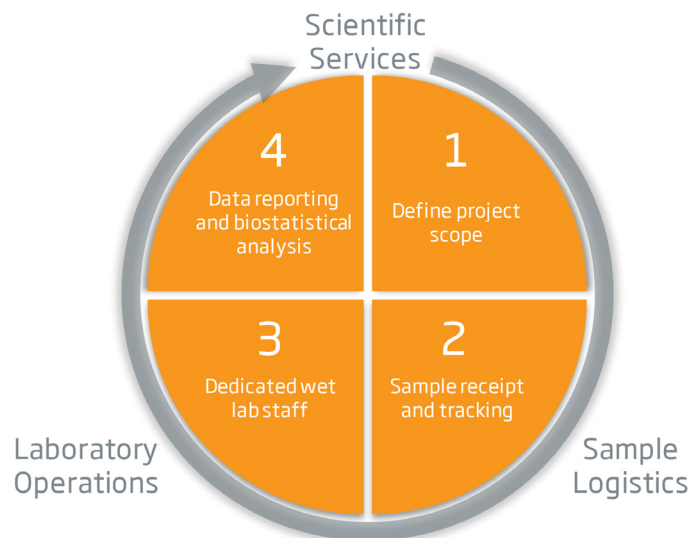 Scientific
Services
4
Data reporting
and biostatistical
analysis
1
Define project
scope
3
Dedicated wet
lab staff
2
Sample receipt
and tracking
Laboratory
Operations
Sample
Logistics